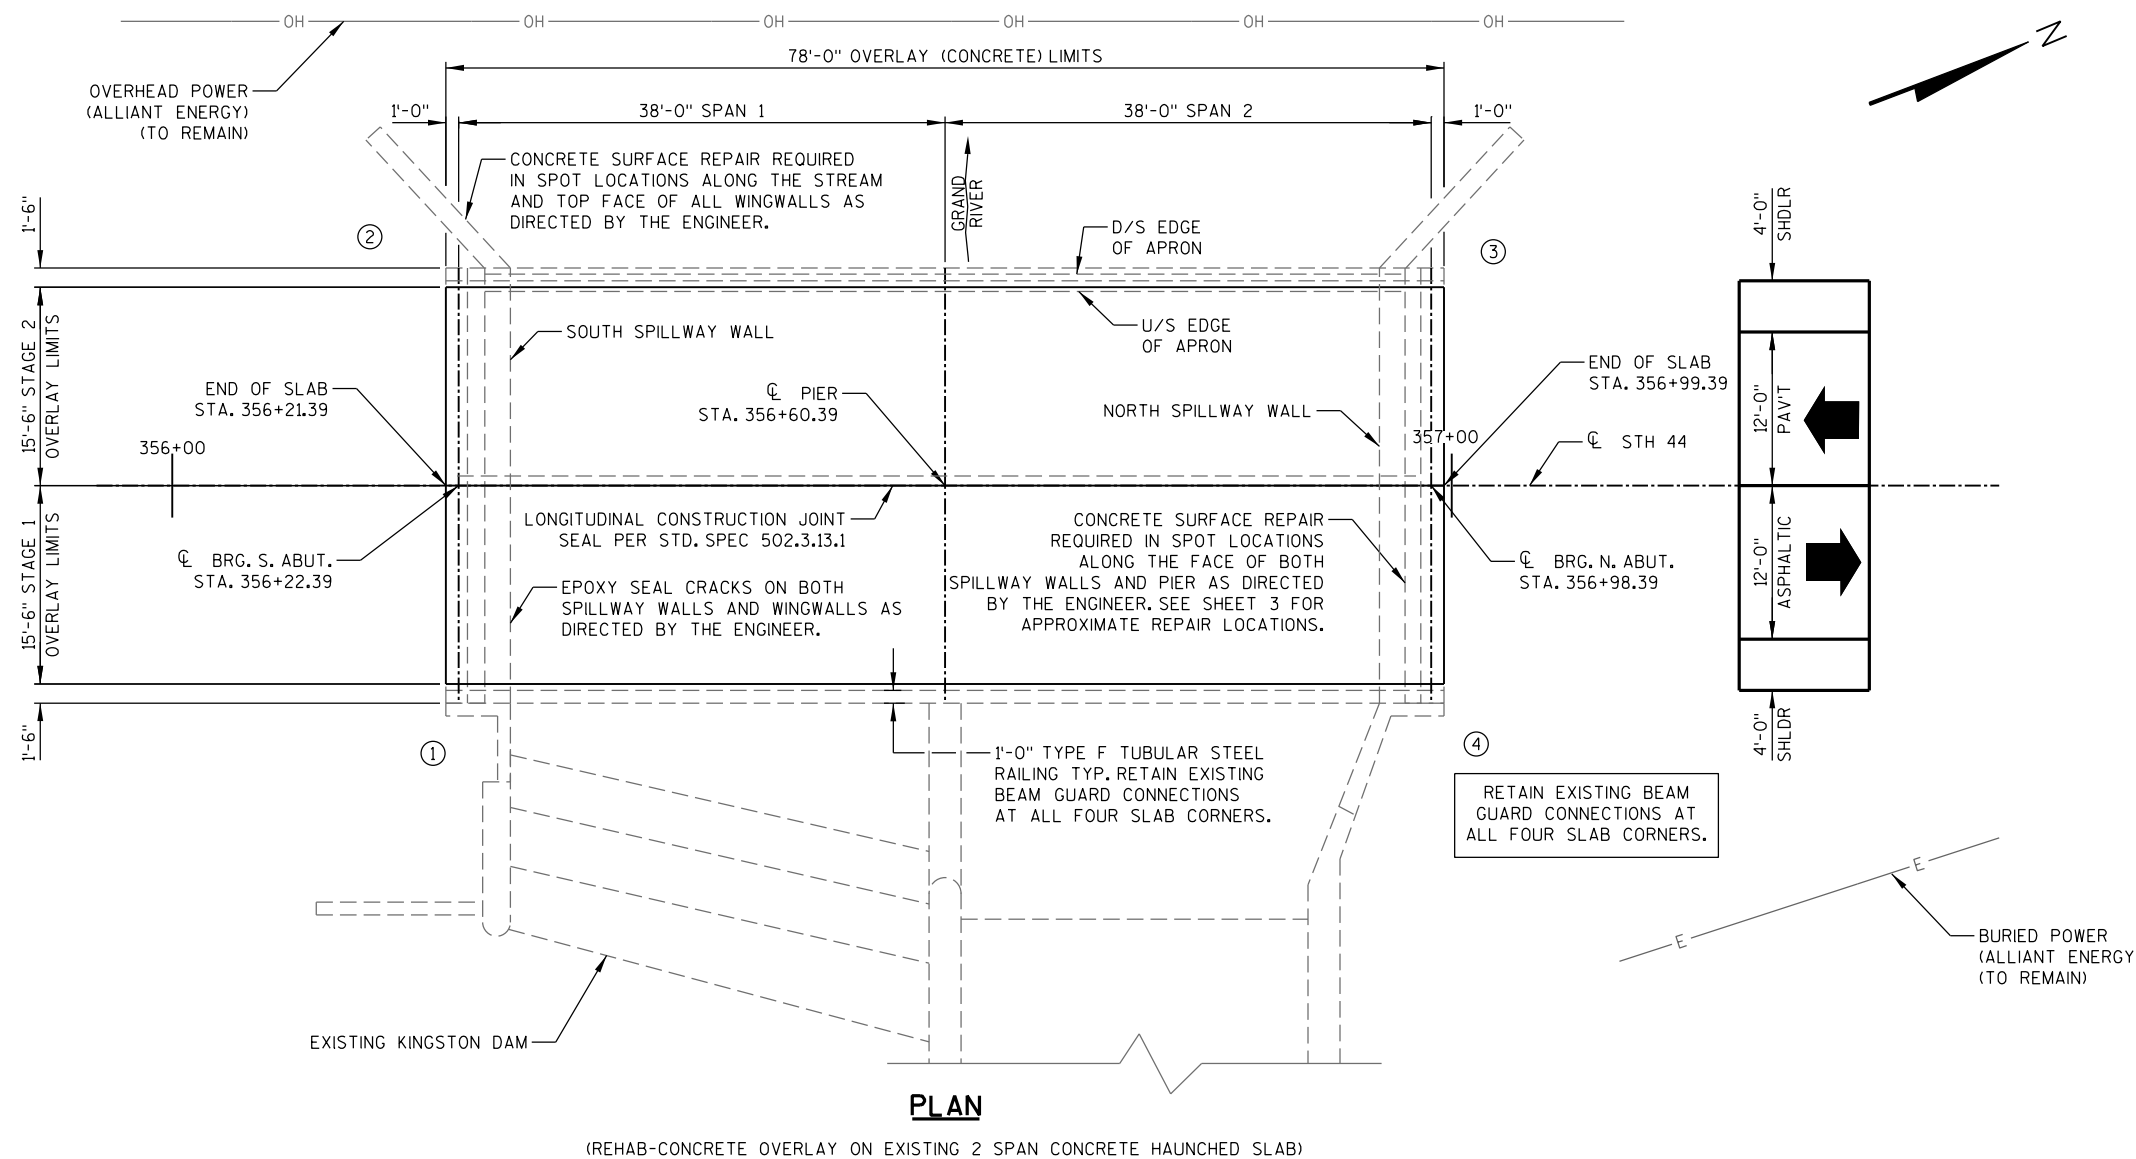 OH OH OH OH OH OH
N
78'-0" OVERLAY (CONCRETE) LIMITS
OVERHEAD POWER
(ALLIANT ENERGY)
(TO REMAIN)
1'-0"
38'-0" SPAN 1
38'-0" SPAN 2
1'-0"
CONCRETE SURFACE REPAIR REQUIRED
IN SPOT LOCATIONS ALONG THE STREAM
AND TOP FACE OF ALL WINGWALLS AS
DIRECTED BY THE ENGINEER.
GRAND
RIVER
D/S EDGE
OF APRON
1'-6"
2
3
4'-0"
SHDLR
U/S EDGE
OF APRON
SOUTH SPILLWAY WALL
15'-6" STAGE 2
OVERLAY LIMITS
END OF SLAB
STA. 356+21.39
℄ PIER
STA. 356+60.39
NORTH SPILLWAY WALL
END OF SLAB
STA. 356+99.39
356+00
357+00
℄ STH 44
12'-0"
PAV'T
15'-6" STAGE 1
OVERLAY LIMITS
℄ BRG. S. ABUT.
STA. 356+22.39
LONGITUDINAL CONSTRUCTION JOINT
SEAL PER STD. SPEC 502.3.13.1
CONCRETE SURFACE REPAIR
REQUIRED IN SPOT LOCATIONS
ALONG THE FACE OF BOTH
SPILLWAY WALLS AND PIER AS DIRECTED
BY THE ENGINEER. SEE SHEET 3 FOR
APPROXIMATE REPAIR LOCATIONS.
℄ BRG. N. ABUT.
STA. 356+98.39
12'-0"
ASPHALTIC
EPOXY SEAL CRACKS ON BOTH
SPILLWAY WALLS AND WINGWALLS AS
DIRECTED BY THE ENGINEER.
1'-6"
1
4
4'-0"
SHLDR
1'-0" TYPE F TUBULAR STEEL
RAILING TYP. RETAIN EXISTING
BEAM GUARD CONNECTIONS
AT ALL FOUR SLAB CORNERS.
RETAIN EXISTING BEAM
GUARD CONNECTIONS AT
ALL FOUR SLAB CORNERS.
E E
BURIED POWER
(ALLIANT ENERGY
(TO REMAIN)
EXISTING KINGSTON DAM
PLAN
(REHAB-CONCRETE OVERLAY ON EXISTING 2 SPAN CONCRETE HAUNCHED SLAB)